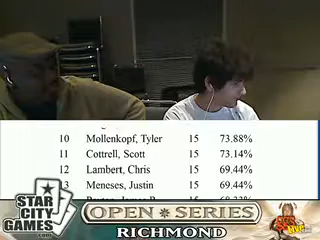 10 Mollenkopf, Tyler 15 73.88%
11 Cottrell, Scott 15 73.14%
12 Lambert, Chris 15 69.44%
13 Meneses, Justin 15 69.44%
STAR
CITY
GAMES
OPEN SERIES
RICHMOND